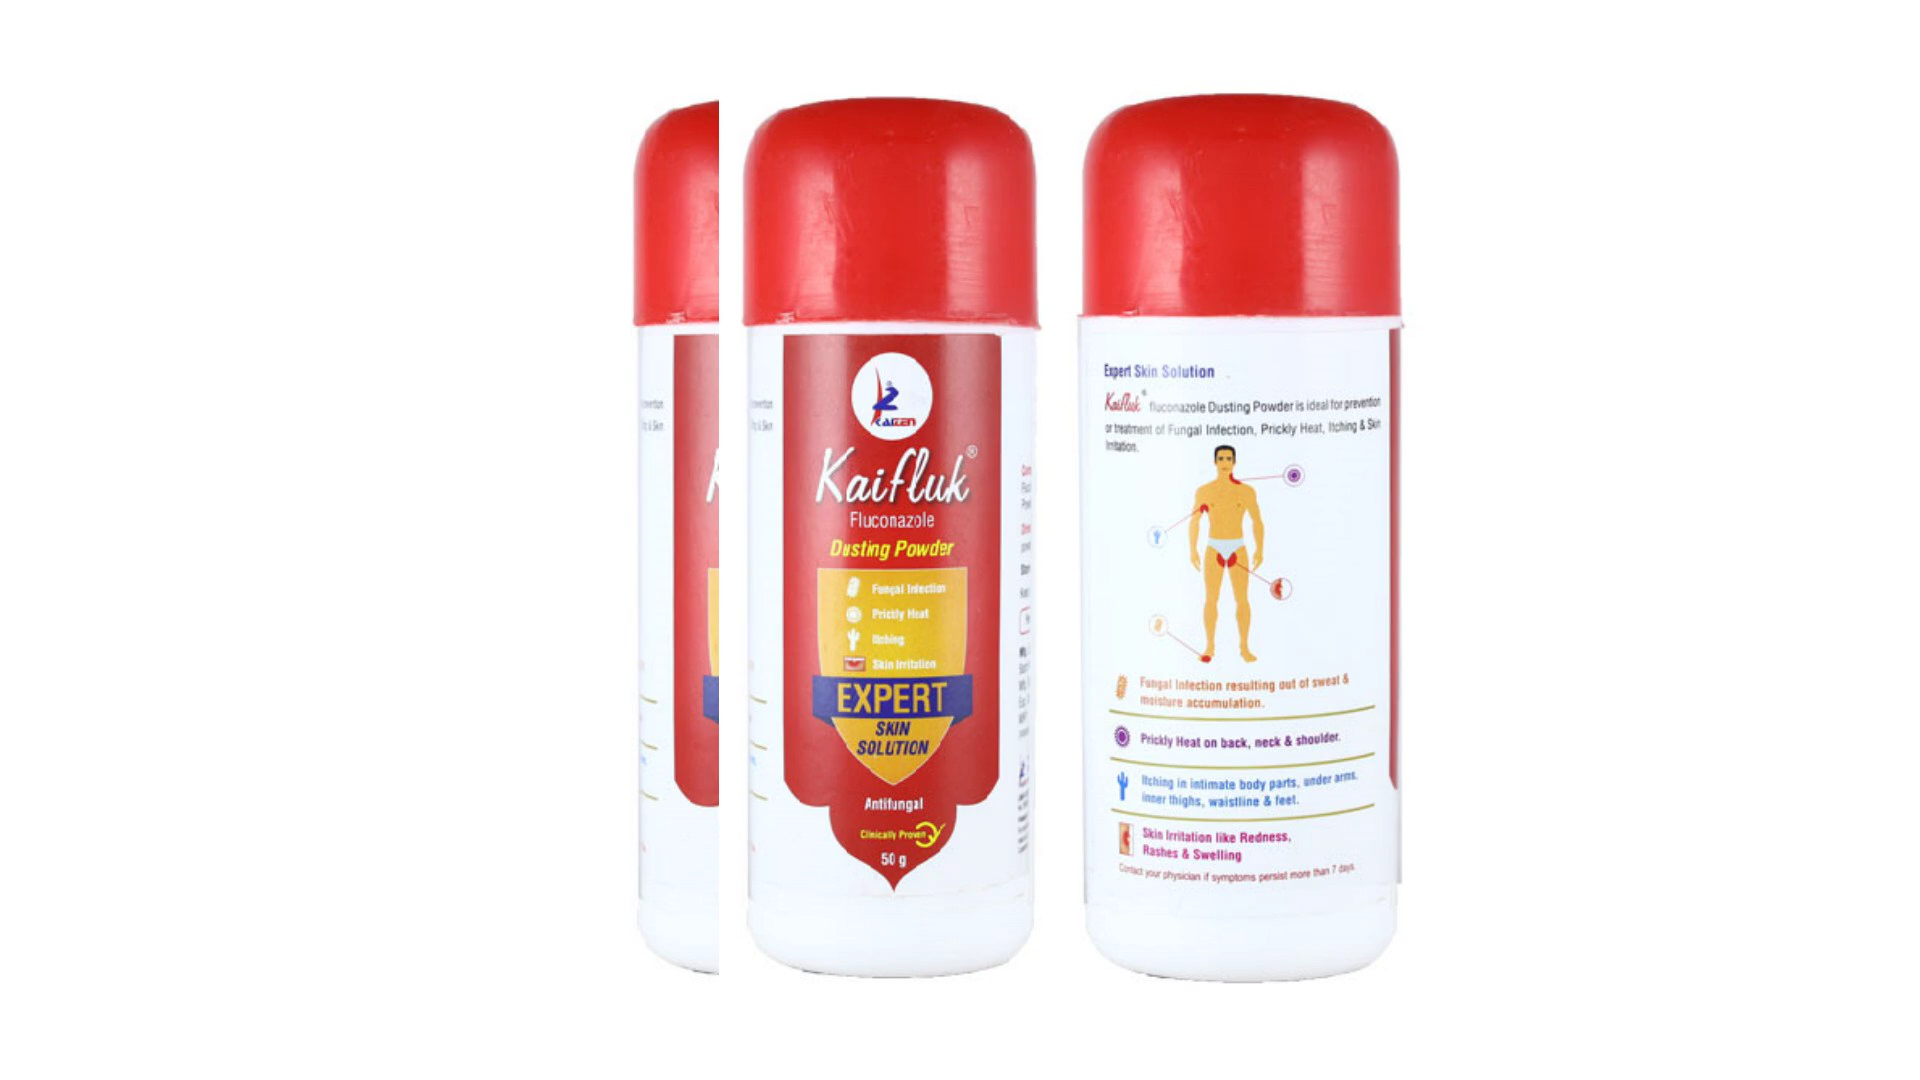 KAIZEN
Kaifluk®
Fluconazole
Dusting Powder
Fungal Infection
Prickly Heat
Itching
Skin Irritation
EXPERT
SKIN
SOLUTION
Antifungal
Clinically Proven
50 g
Expert Skin Solution
Kaifluk® fluconazole Dusting Powder is ideal for prevention
or treatment of Fungal Infection, Prickly Heat, Itching & Skin
Irritation.
Fungal Infection resulting out of sweat &
moisture accumulation.
Prickly Heat on back, neck & shoulder.
Itching in intimate body parts, under arms,
inner thighs, waistline & feet.
Skin Irritation like Redness,
Rashes & Swelling
Contact your physician if symptoms persist more than 7 days.